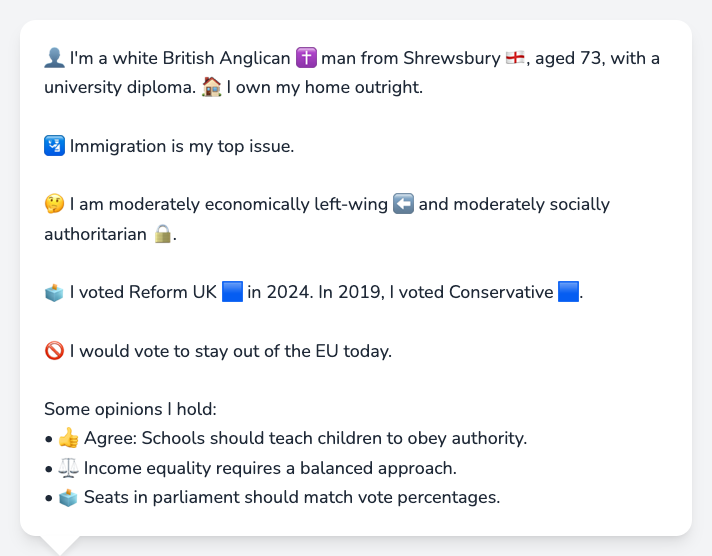 👤 I'm a white British Anglican ✝️ man from Shrewsbury 🏴󠁧󠁢󠁥󠁮󠁧󠁿, aged 73, with a
university diploma. 🏠 I own my home outright.
🛂 Immigration is my top issue.
🤔 I am moderately economically left-wing ⬅️ and moderately socially
authoritarian 🔒.
🗳️ I voted Reform UK 🟦 in 2024. In 2019, I voted Conservative 🟦.
🚫 I would vote to stay out of the EU today.
Some opinions I hold:
• 👍 Agree: Schools should teach children to obey authority.
• ⚖️ Income equality requires a balanced approach.
• 🗳️ Seats in parliament should match vote percentages.